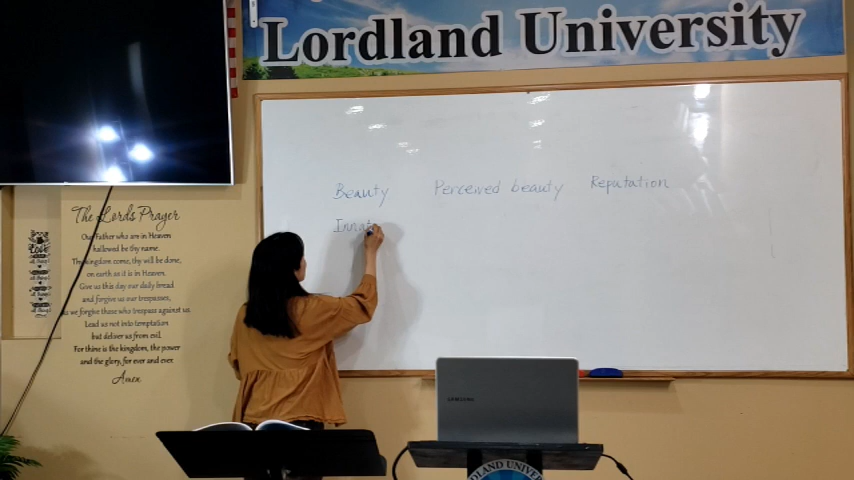 Lordland University
Beauty Perceived beauty Reputation
Innate
The Lord's Prayer
Our Father who are in Heaven
hallowed be thy name.
The kingdom come, thy will be done,
on earth as it is in Heaven.
Give us this day our daily bread
and forgive us our trespasses,
as we forgive those who trespass against us.
Lead us not into temptation
but deliver us from evil.
For thine is the kingdom, the power
and the glory, for ever and ever.
Amen
SAMSUNG